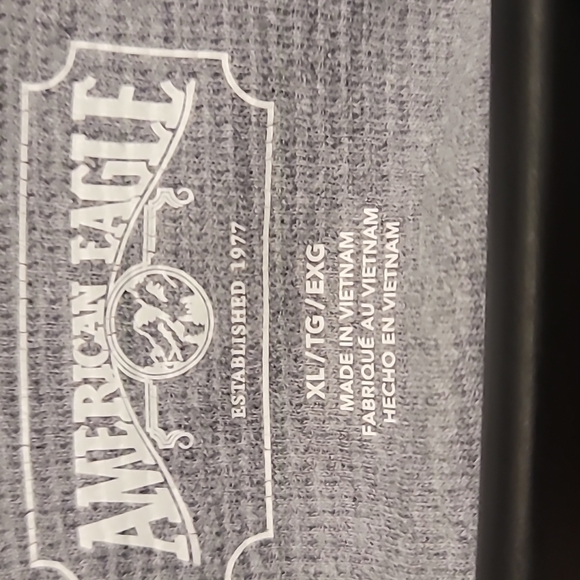 AMERICAN EAGLE
ESTABLISHED 1977
XL/TG/EXG
MADE IN VIETNAM
FABRIQUÉ AU VIETNAM
HECHO EN VIETNAM